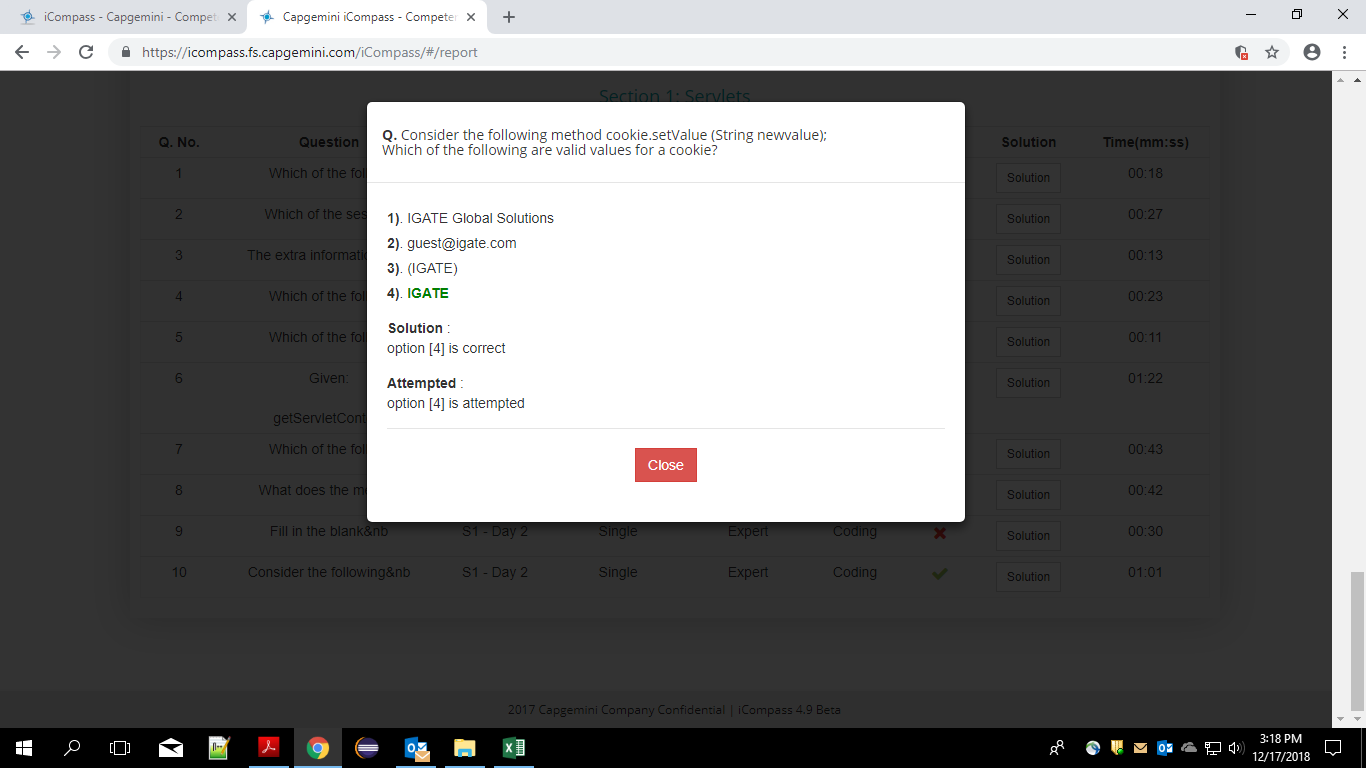 iCompass - Capgemini - Compet
Capgemini iCompass - Competen
https://icompass.fs.capgemini.com/iCompass/#/report
Section 1: Servlets
Q. No. Question Solution Time(mm:ss)
1 Which of the fol Solution 00:18
2 Which of the ses Solution 00:27
3 The extra informati Solution 00:13
4 Which of the fol Solution 00:23
5 Which of the fol Solution 00:11
6 Given: Solution 01:22
getServletCont
7 Which of the fol Solution 00:43
8 What does the me Solution 00:42
9 Fill in the blank&nb S1 - Day 2 Single Expert Coding Solution 00:30
10 Consider the following&nb S1 - Day 2 Single Expert Coding Solution 01:01
Q. Consider the following method cookie.setValue (String newvalue);
Which of the following are valid values for a cookie?
1). IGATE Global Solutions
2). guest@igate.com
3). (IGATE)
4). IGATE
Solution :
option [4] is correct
Attempted :
option [4] is attempted
Close
2017 Capgemini Company Confidential | iCompass 4.9 Beta
3:18 PM
12/17/2018